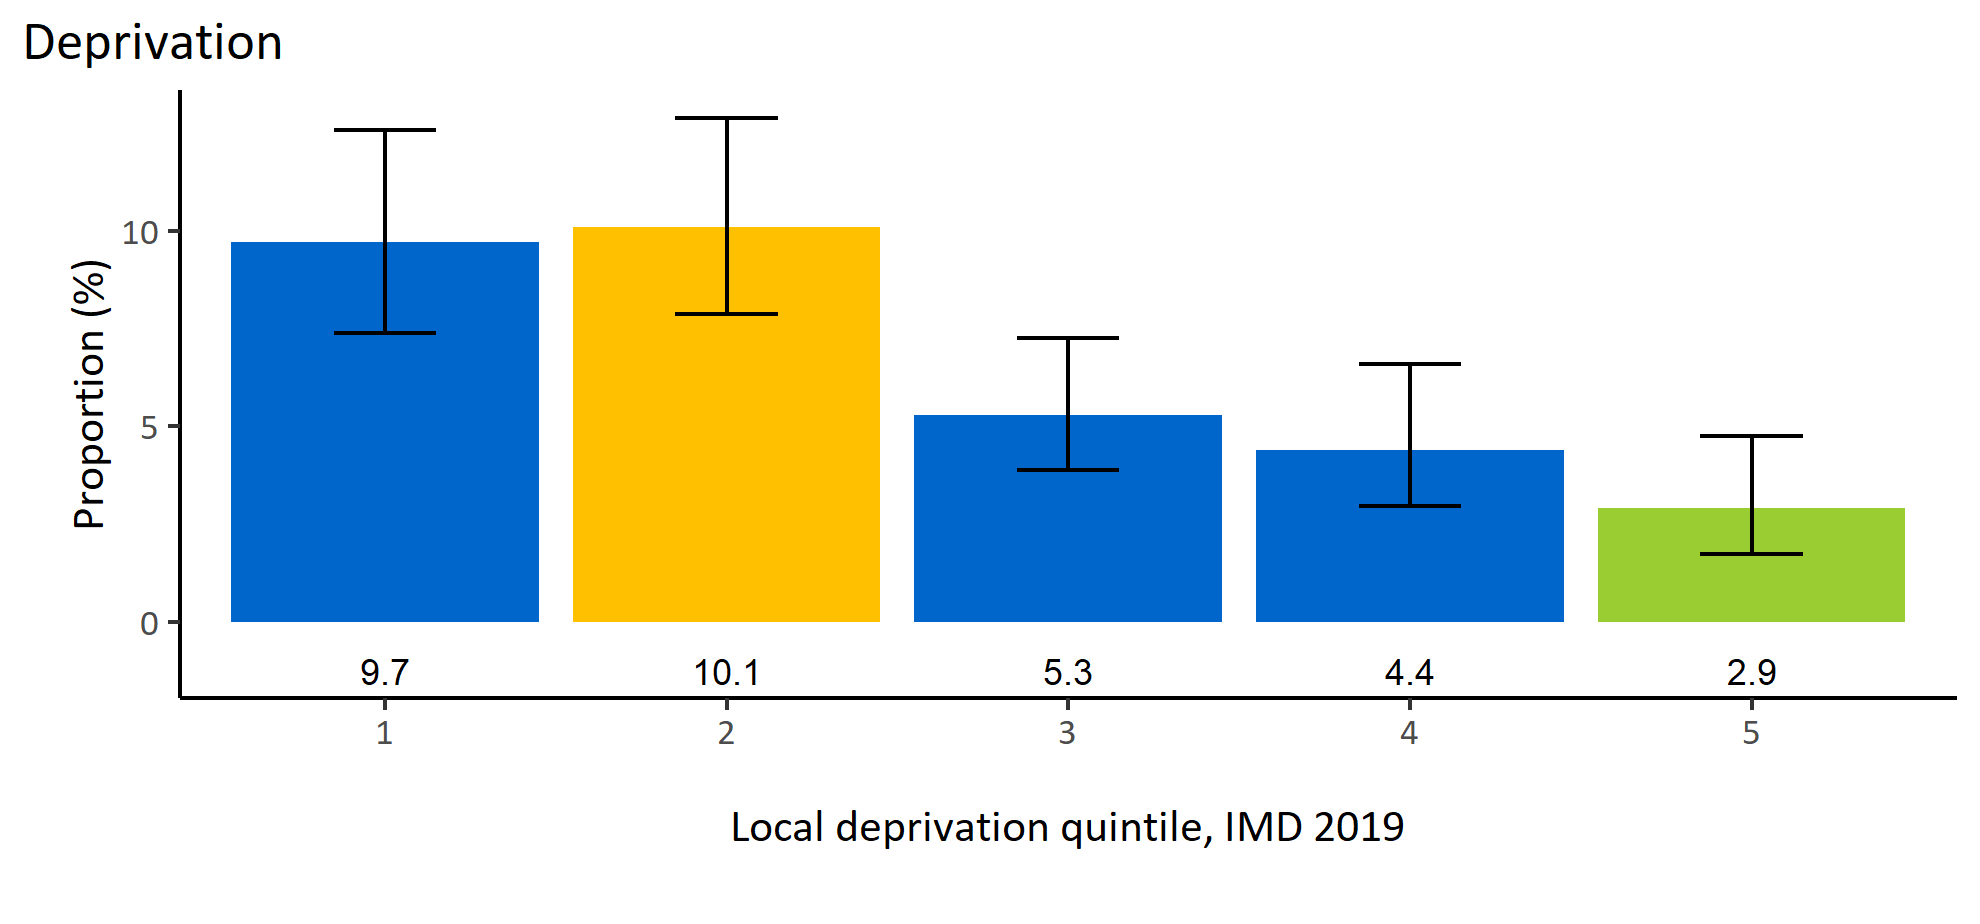 Deprivation
Proportion (%)
10
5
0
9.7 10.1 5.3 4.4 2.9
1 2 3 4 5
Local deprivation quintile, IMD 2019